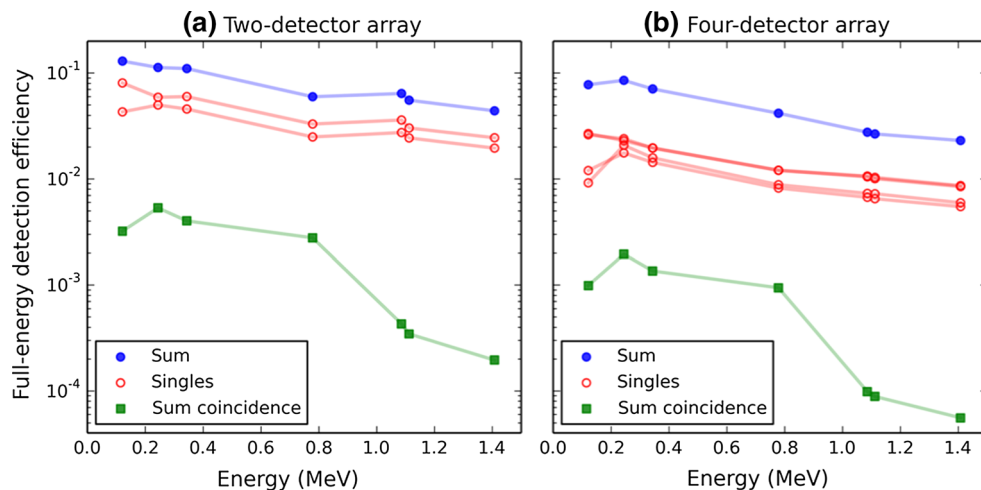 (a) Two-detector array
(b) Four-detector array
Full-energy detection efficiency
10^-1
10^-2
10^-3
10^-4
Sum
Singles
Sum coincidence
Sum
Singles
Sum coincidence
0.0 0.2 0.4 0.6 0.8 1.0 1.2 1.4
0.0 0.2 0.4 0.6 0.8 1.0 1.2 1.4
Energy (MeV)
Energy (MeV)